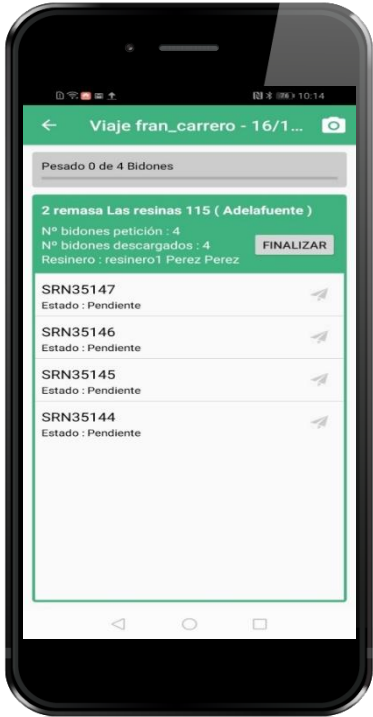 10:14
Viaje fran_carrero - 16/1...
Pesado 0 de 4 Bidones
2 remasa Las resinas 115 ( Adelafuente )
Nº bidones petición : 4
Nº bidones descargados : 4
FINALIZAR
Resinero : resinero1 Perez Perez
SRN35147
Estado : Pendiente
SRN35146
Estado : Pendiente
SRN35145
Estado : Pendiente
SRN35144
Estado : Pendiente